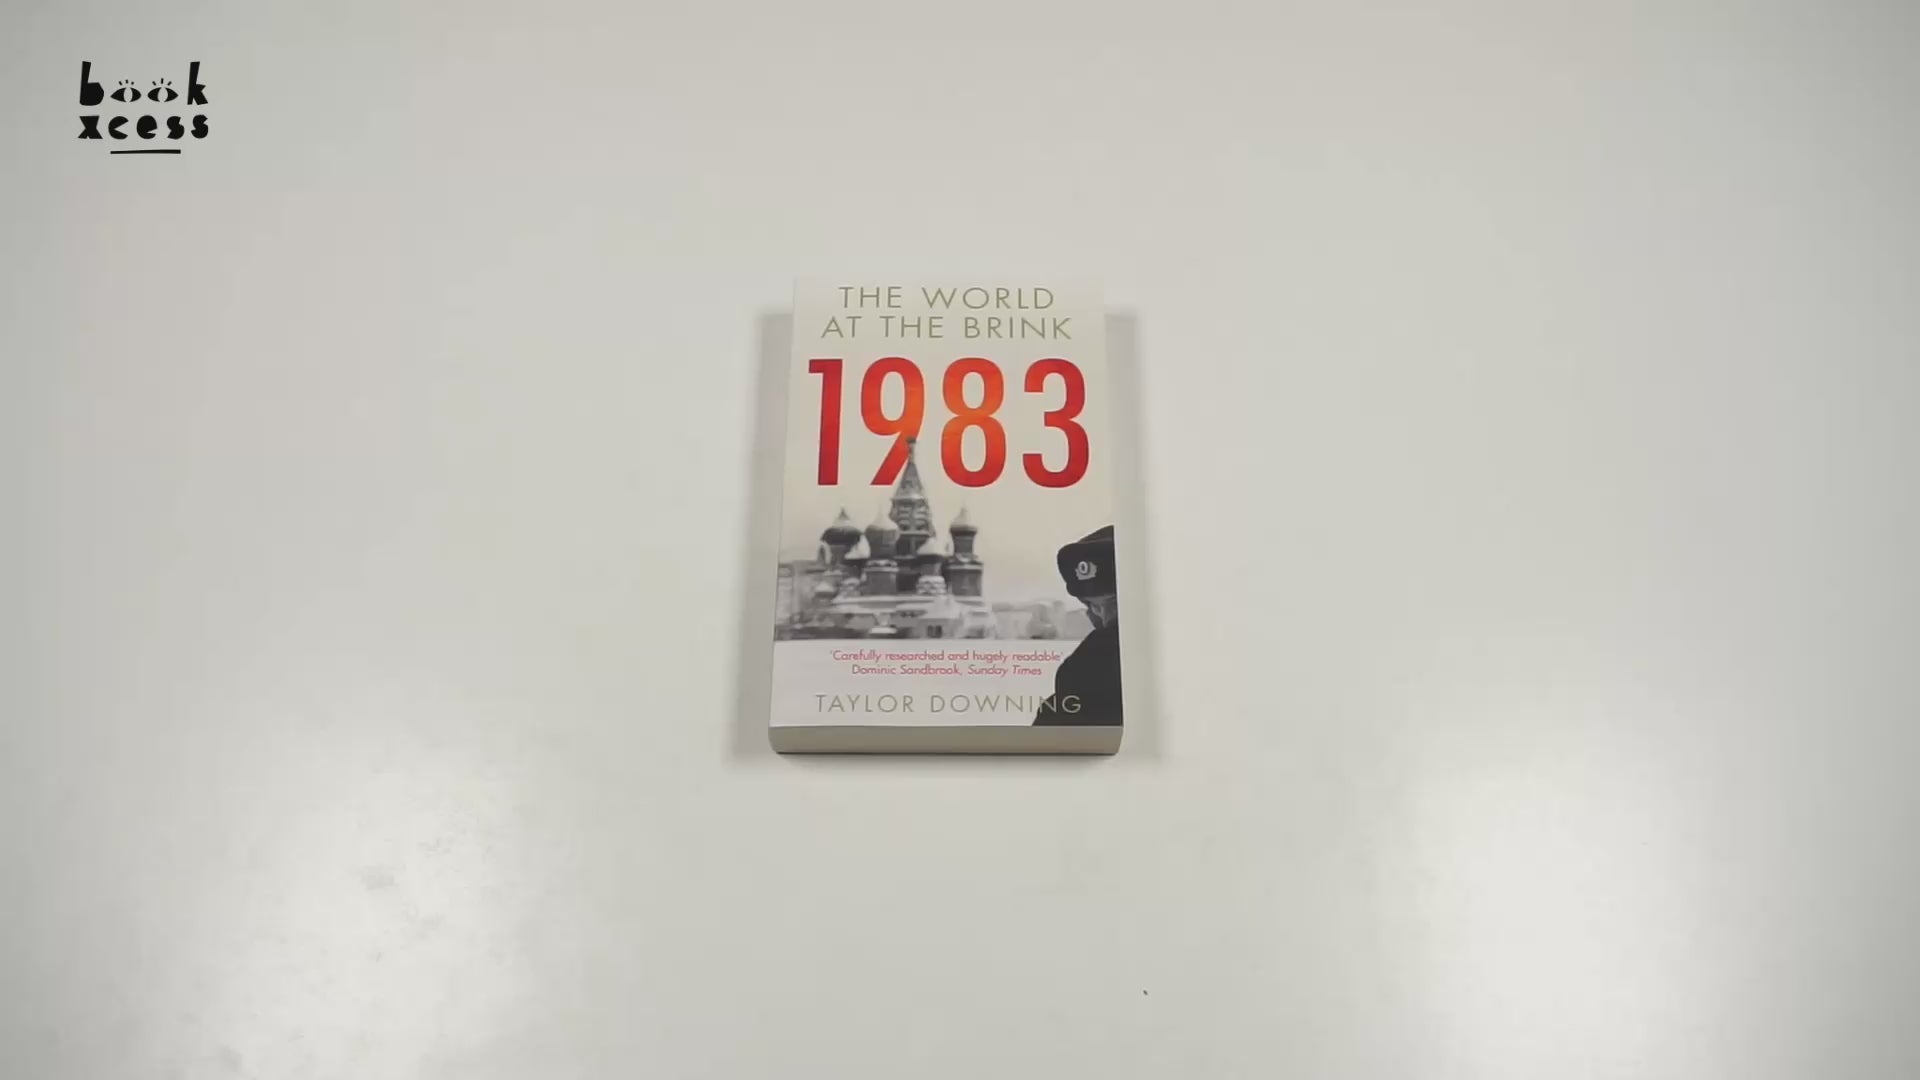 book
xcess
THE WORLD
AT THE BRINK
1983
'Carefully researched and hugely readable'
Dominic Sandbrook, Sunday Times
TAYLOR DOWNING